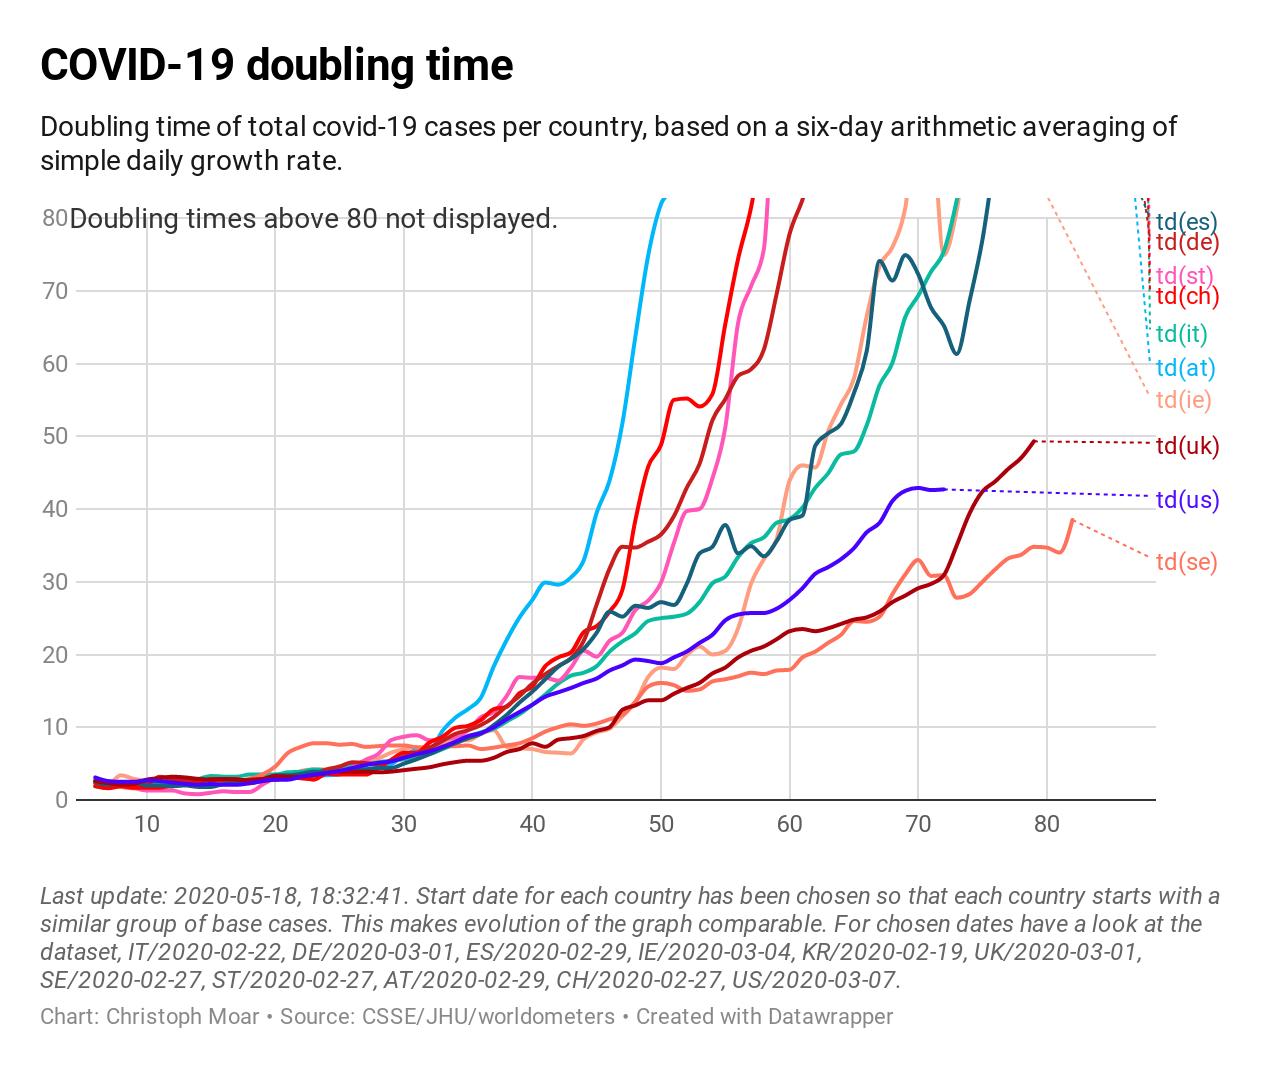 COVID-19 doubling time
Doubling time of total covid-19 cases per country, based on a six-day arithmetic averaging of
simple daily growth rate.
80
Doubling times above 80 not displayed.
70
60
50
40
30
20
10
0
td(es)
td(de)
td(st)
td(ch)
td(it)
td(at)
td(ie)
td(uk)
td(us)
td(se)
10 20 30 40 50 60 70 80
Last update: 2020-05-18, 18:32:41. Start date for each country has been chosen so that each country starts with a
similar group of base cases. This makes evolution of the graph comparable. For chosen dates have a look at the
dataset, IT/2020-02-22, DE/2020-03-01, ES/2020-02-29, IE/2020-03-04, KR/2020-02-19, UK/2020-03-01,
SE/2020-02-27, ST/2020-02-27, AT/2020-02-29, CH/2020-02-27, US/2020-03-07.
Chart: Christoph Moar • Source: CSSE/JHU/worldometers • Created with Datawrapper